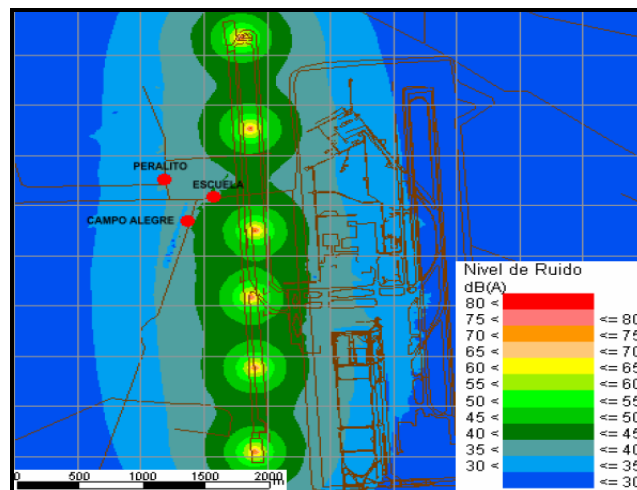 PERALITO
ESCUELA
CAMPO ALEGRE
Nivel de Ruido
dB(A)
80 <
75 < <= 80
70 < <= 75
65 < <= 70
60 < <= 65
55 < <= 60
50 < <= 55
45 < <= 50
40 < <= 45
35 < <= 40
30 < <= 35
<= 30
0 500 1000 1500 2000 m